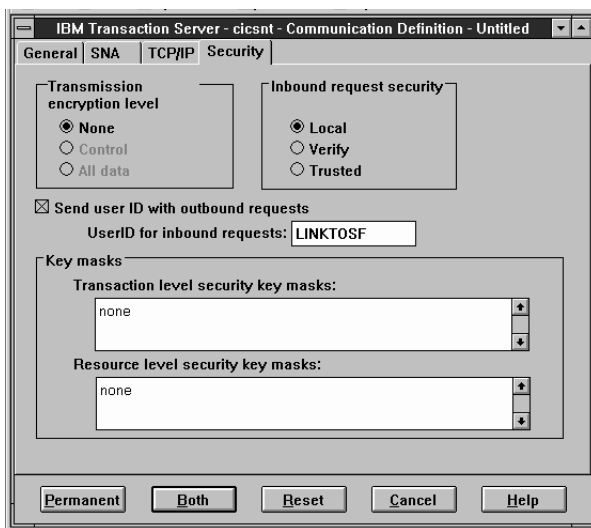 IBM Transaction Server - cicsnt - Communication Definition - Untitled
General SNA TCP/IP Security
Transmission encryption level
None
Control
All data
Inbound request security
Local
Verify
Trusted
Send user ID with outbound requests
UserID for inbound requests: LINKTOSF
Key masks
Transaction level security key masks:
none
Resource level security key masks:
none
Permanent Both Reset Cancel Help